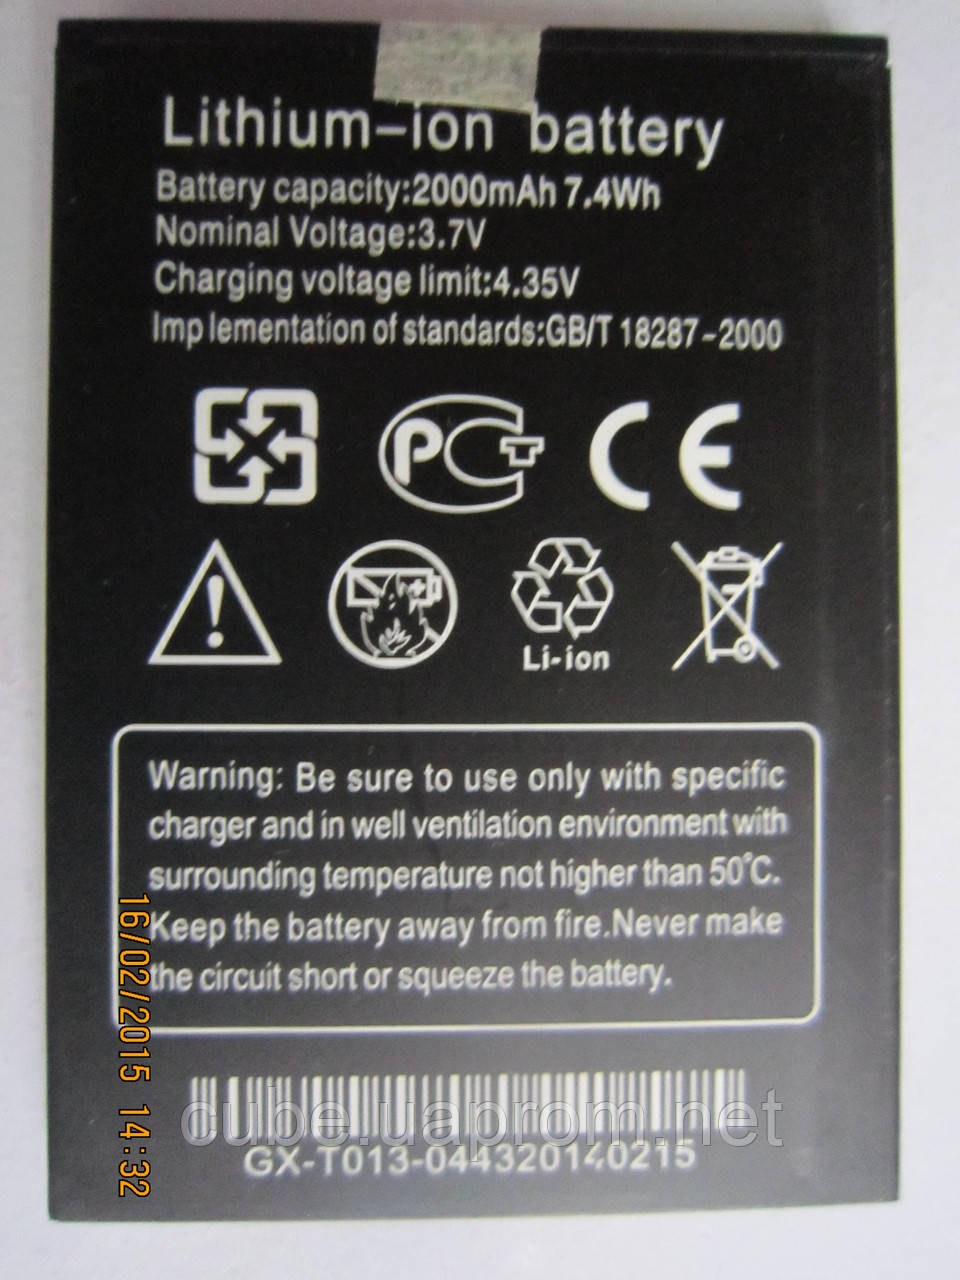 Lithium-ion battery
Battery capacity:2000mAh 7.4Wh
Nominal Voltage:3.7V
Charging voltage limit:4.35V
Imp lementation of standards:GB/T 18287-2000
PCT
CE
Li-ion
Warning: Be sure to use only with specific
charger and in well ventilation environment with
surrounding temperature not higher than 50°C.
Keep the battery away from fire.Never make
the circuit short or squeeze the battery.
cube.uaprom.net
GX-T013-044320140215
16/02/2015 14:32